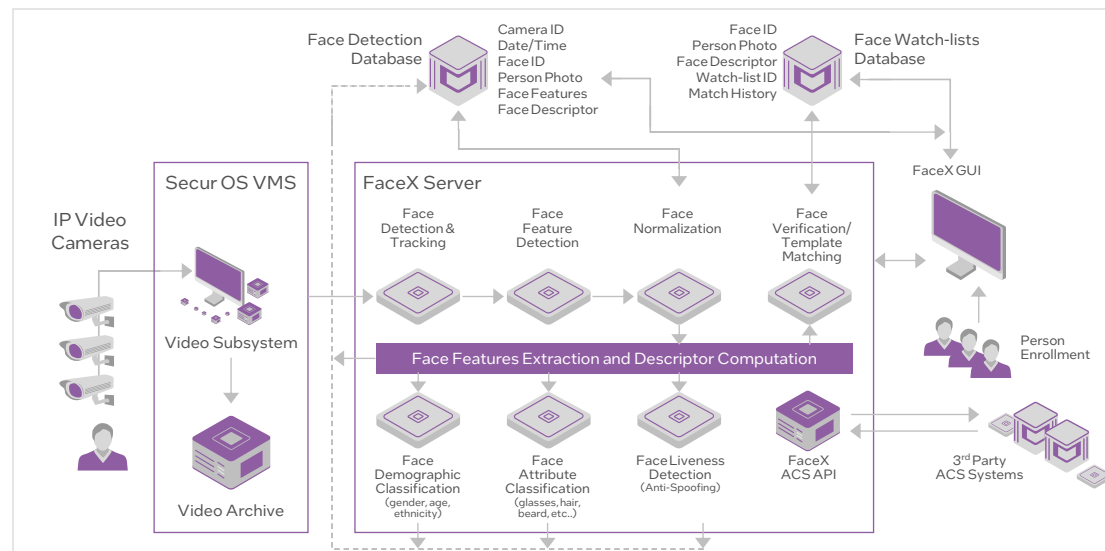 Face Detection
Database
Camera ID
Date/Time
Face ID
Person Photo
Face Features
Face Descriptor
Face ID
Person Photo
Face Descriptor
Watch-list ID
Match History
Face Watch-lists
Database
IP Video
Cameras
Secur OS VMS
Video Subsystem
Video Archive
FaceX Server
Face
Detection &
Tracking
Face
Feature
Detection
Face
Normalization
Face
Verification/
Template
Matching
Face Features Extraction and Descriptor Computation
Face
Demographic
Classification
(gender, age,
ethnicity)
Face
Attribute
Classification
(glasses, hair,
beard, etc..)
Face Liveness
Detection
(Anti-Spoofing)
FaceX
ACS API
FaceX GUI
Person
Enrollment
3rd Party
ACS Systems